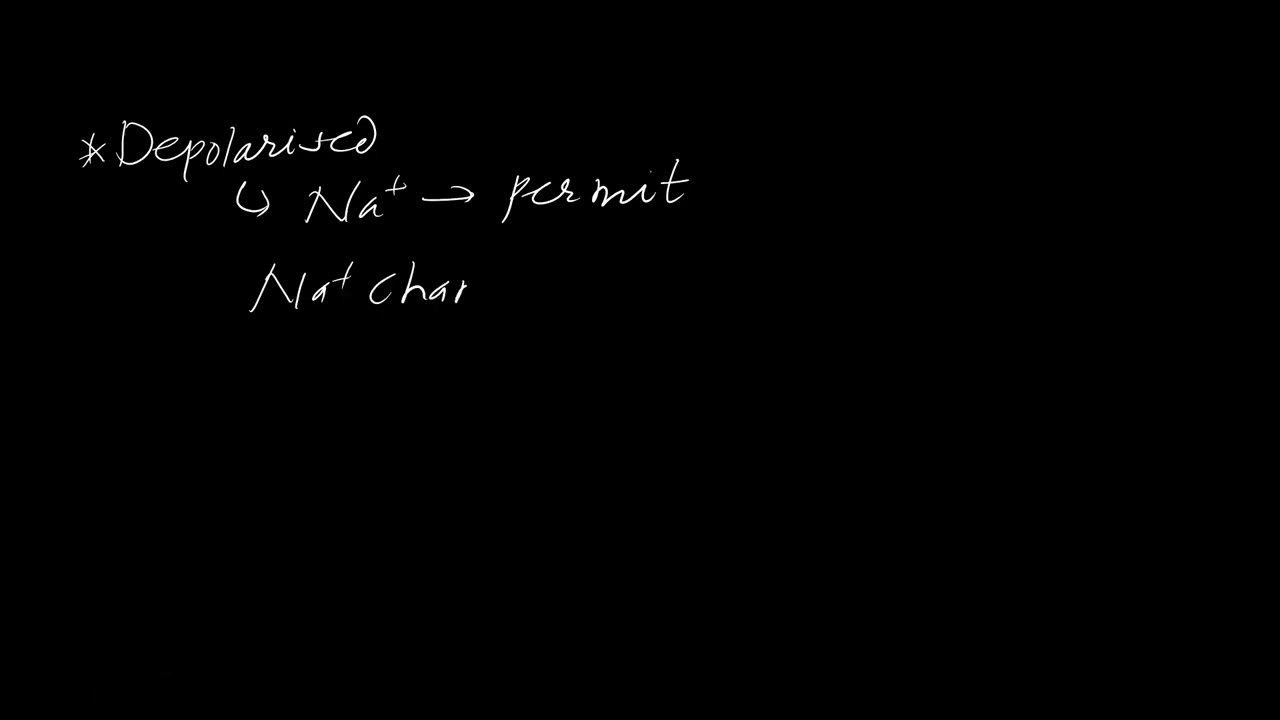 * Depolarised
↳ Na⁺ → permit
Na⁺ char